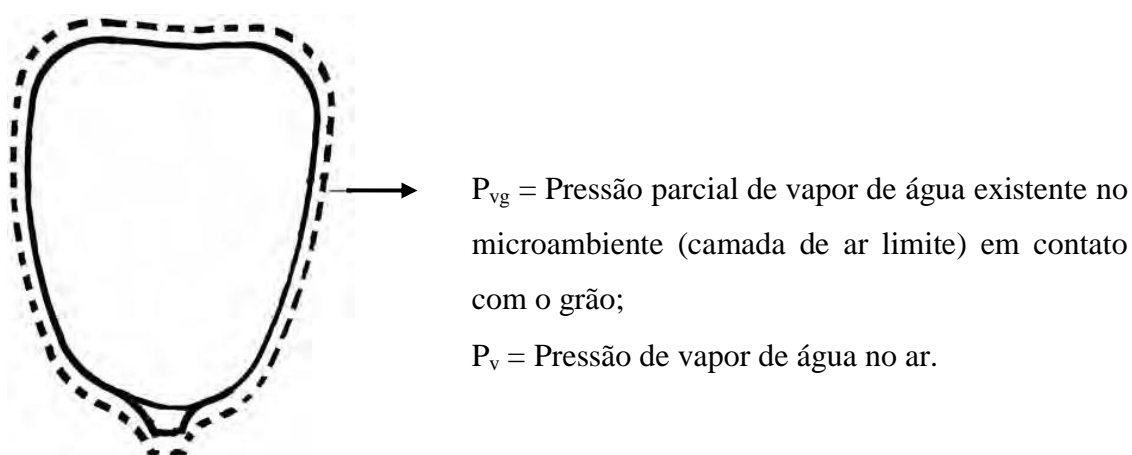 P_vg = Pressão parcial de vapor de água existente no
microambiente (camada de ar limite) em contato
com o grão;
P_v = Pressão de vapor de água no ar.